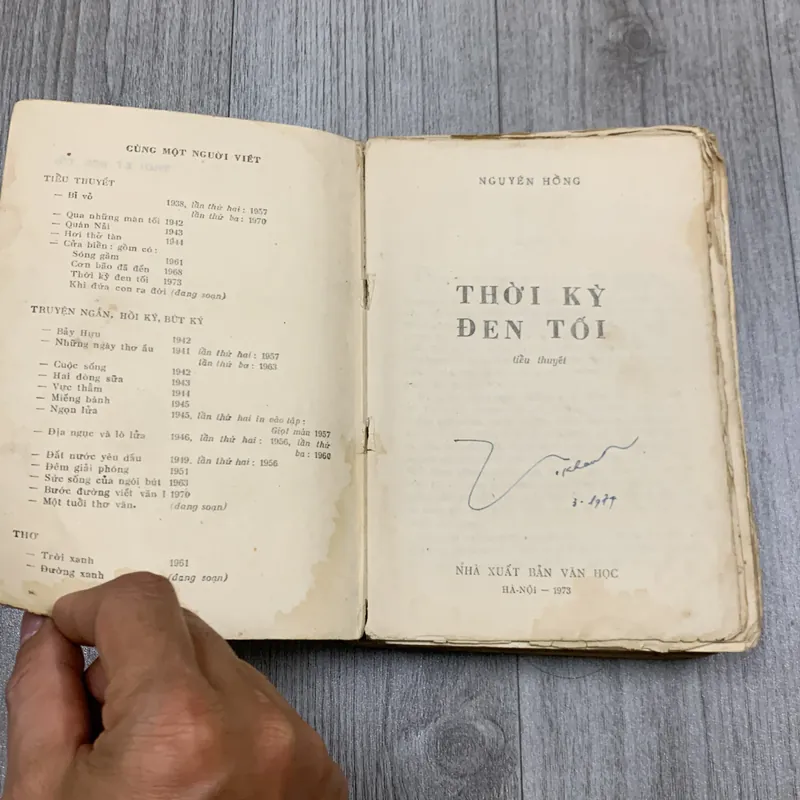 CÙNG MỘT NGƯỜI VIẾT
TIỂU THUYẾT
— Bỉ vỏ
1938, lần thứ hai : 1957
lần thứ ba : 1970
— Qua những màn tối 1942
— Quán Nải 1943
— Hơi thở tàn 1944
— Cửa biển : gồm có :
Sóng gầm 1961
Cơn bão đã đến 1968
Thời kỳ đen tối 1973
Khi đứa con ra đời (đang soạn)
TRUYỆN NGẮN, HỒI KÝ, BÚT KÝ
— Bảy Hựu 1942
— Những ngày thơ ấu 1941 lần thứ hai : 1957
lần thứ ba : 1963
— Cuộc sống 1942
— Hai dòng sữa 1943
— Vực thẳm 1944
— Miếng bánh 1945
— Ngọn lửa 1945, lần thứ hai in vào tập :
Giọt máu 1957
— Địa ngục và lò lửa 1946, lần thứ hai : 1956, lần thứ
ba : 1960
— Đất nước yêu dấu 1949, lần thứ hai : 1956
— Đêm giải phóng 1951
— Sức sống của ngòi bút 1963
— Bước đường viết văn I 1970
— Một tuổi thơ văn. (đang soạn)
THƠ
— Trời xanh 1961
— Đường xanh (đang soạn)
NGUYÊN HỒNG
THỜI KỲ
ĐEN TỐI
tiểu thuyết
NHÀ XUẤT BẢN VĂN HỌC
HÀ-NỘI — 1973